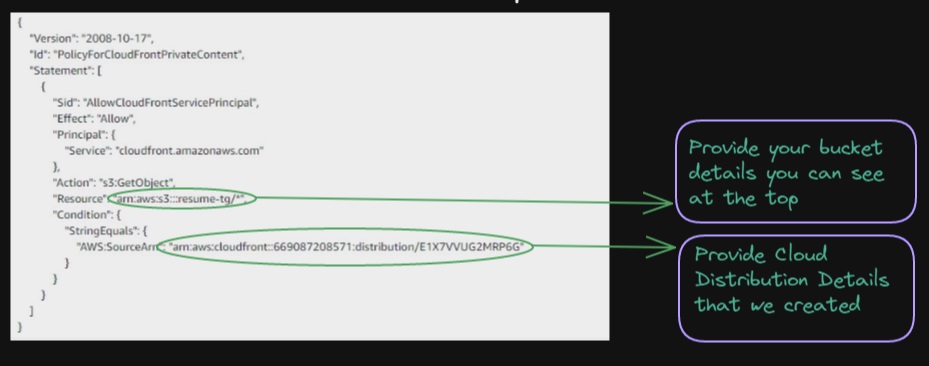 {
"Version": "2008-10-17",
"Id": "PolicyForCloudFrontPrivateContent",
"Statement": [
{
"Sid": "AllowCloudFrontServicePrincipal",
"Effect": "Allow",
"Principal": {
"Service": "cloudfront.amazonaws.com"
},
"Action": "s3:GetObject",
"Resource": "arn:aws:s3:::resume-tg/*",
"Condition": {
"StringEquals": {
"AWS:SourceArn": "arn:aws:cloudfront::669087208571:distribution/E1X7VVUG2MRP6G"
}
}
}
]
}
Provide your bucket
details you can see
at the top
Provide Cloud
Distribution Details
that we created